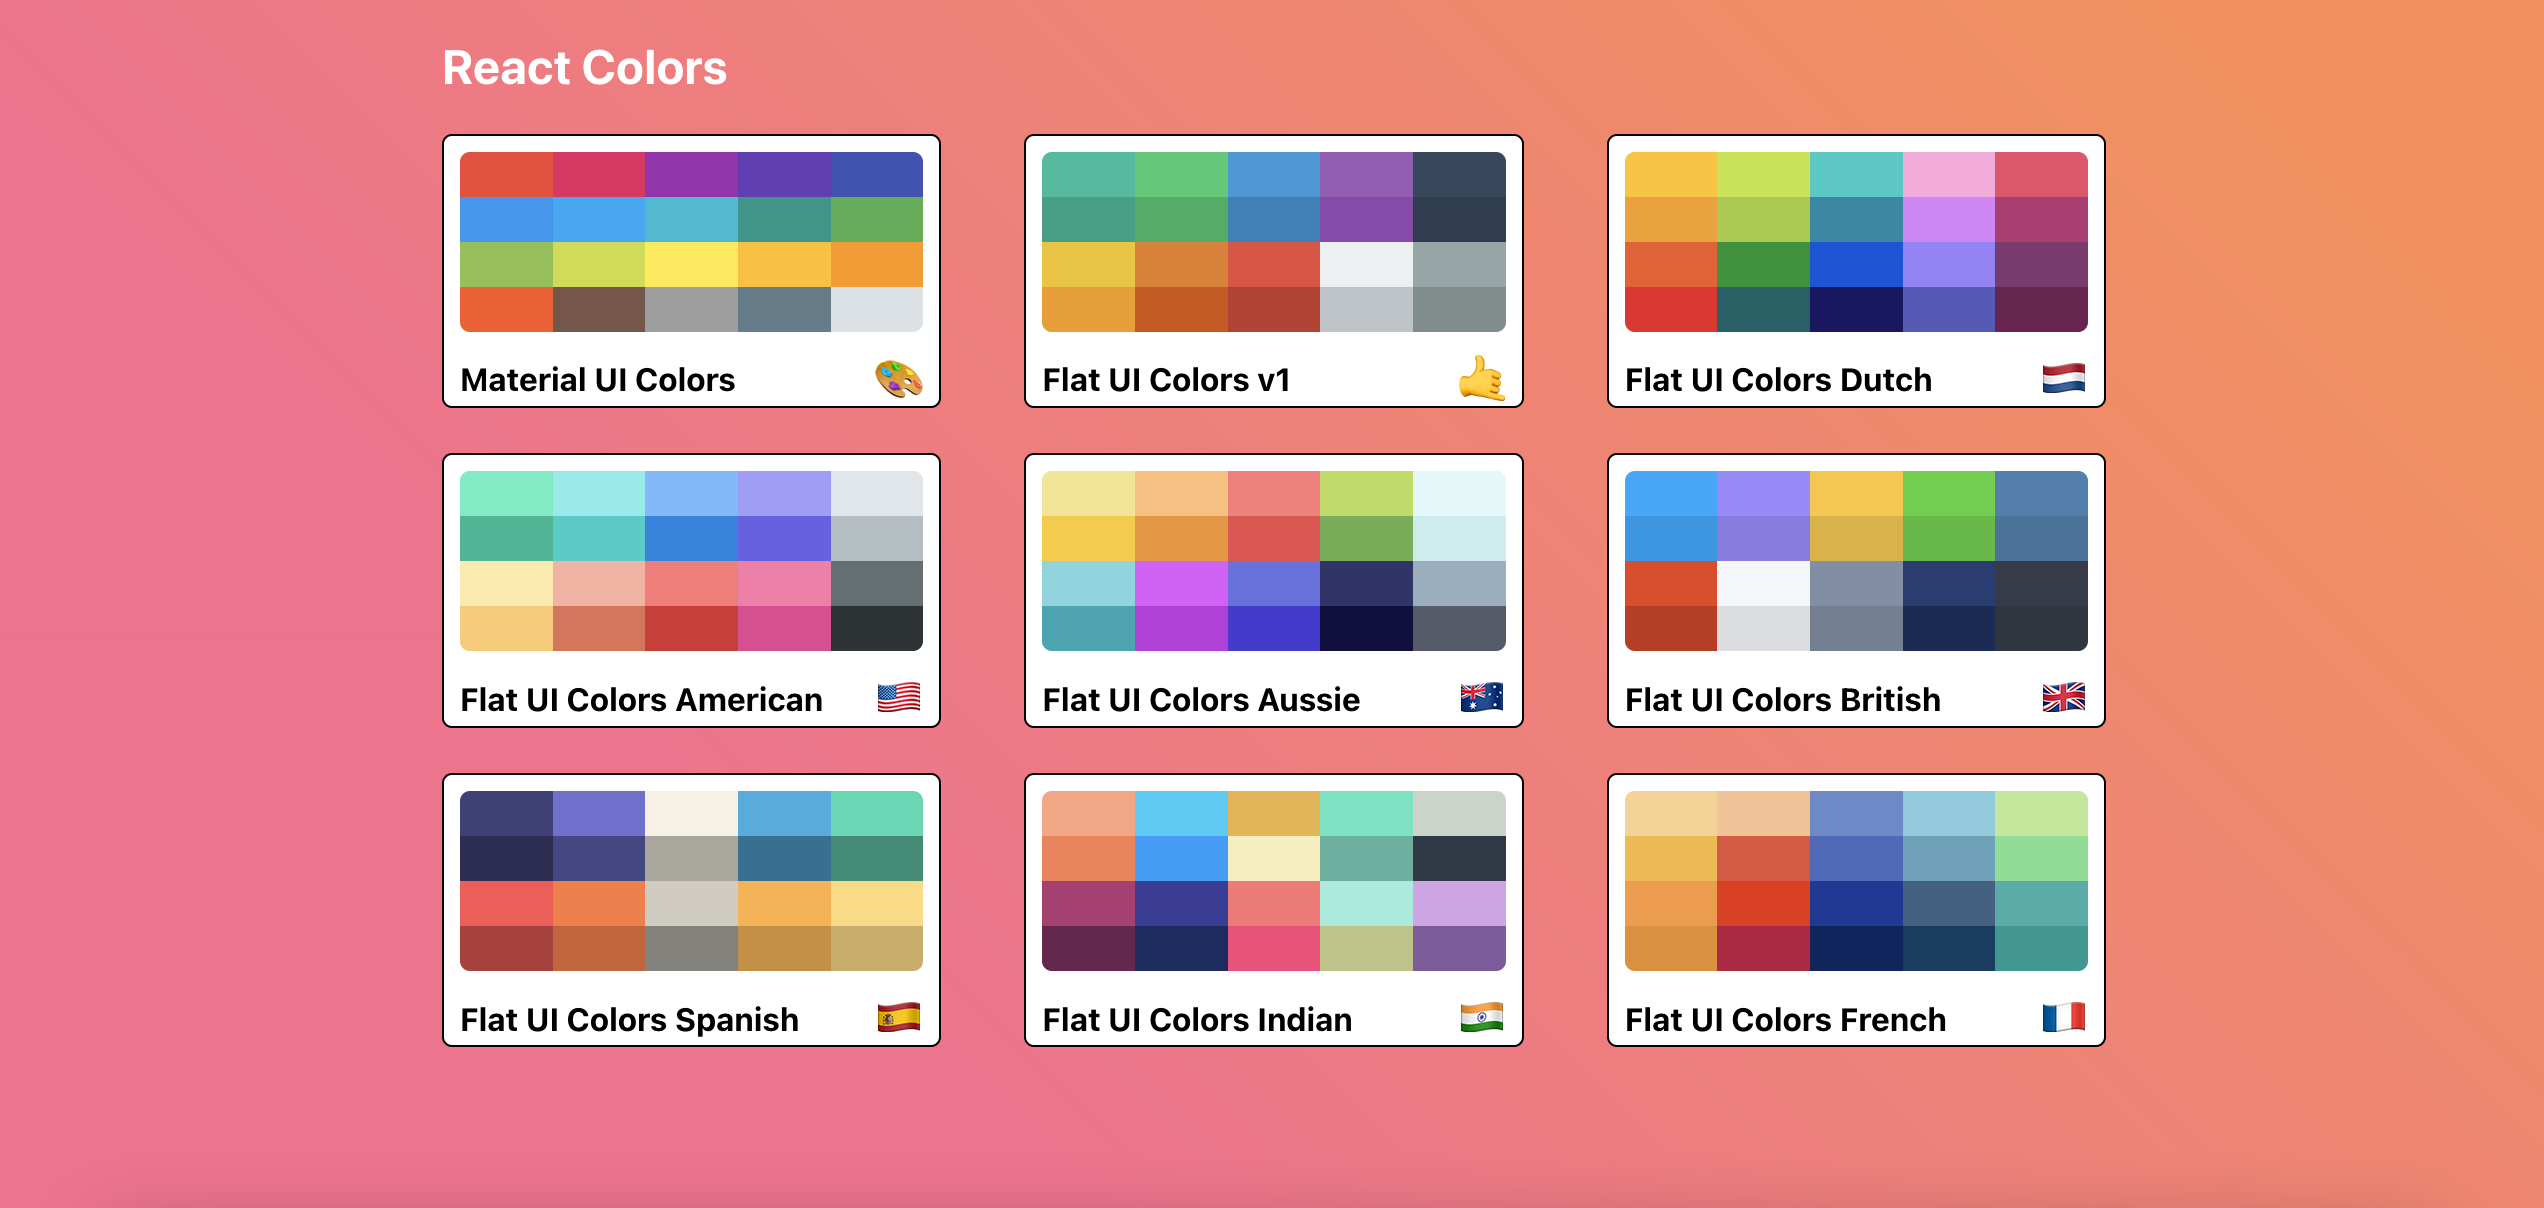 React Colors
Material UI Colors 🎨
Flat UI Colors v1 🤙
Flat UI Colors Dutch 🇳🇱
Flat UI Colors American 🇺🇸
Flat UI Colors Aussie 🇦🇺
Flat UI Colors British 🇬🇧
Flat UI Colors Spanish 🇪🇸
Flat UI Colors Indian 🇮🇳
Flat UI Colors French 🇫🇷